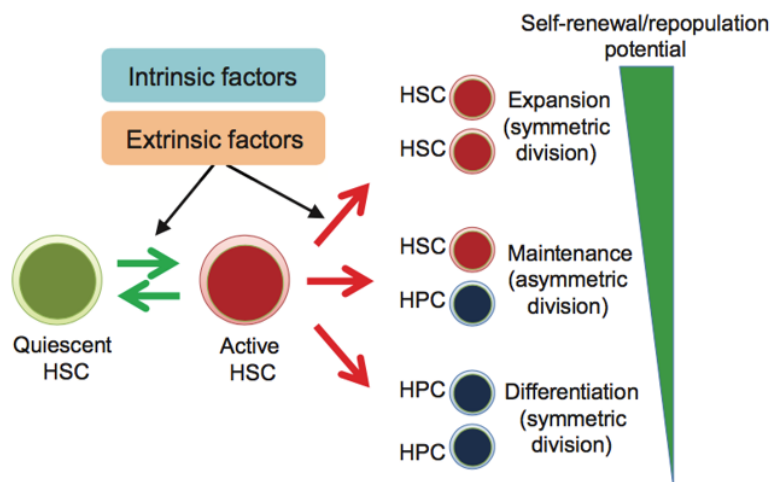 Self-renewal/repopulation
potential
Intrinsic factors
Extrinsic factors
HSC
HSC
Expansion
(symmetric
division)
HSC
HPC
Maintenance
(asymmetric
division)
Quiescent
HSC
Active
HSC
HPC
HPC
Differentiation
(symmetric
division)